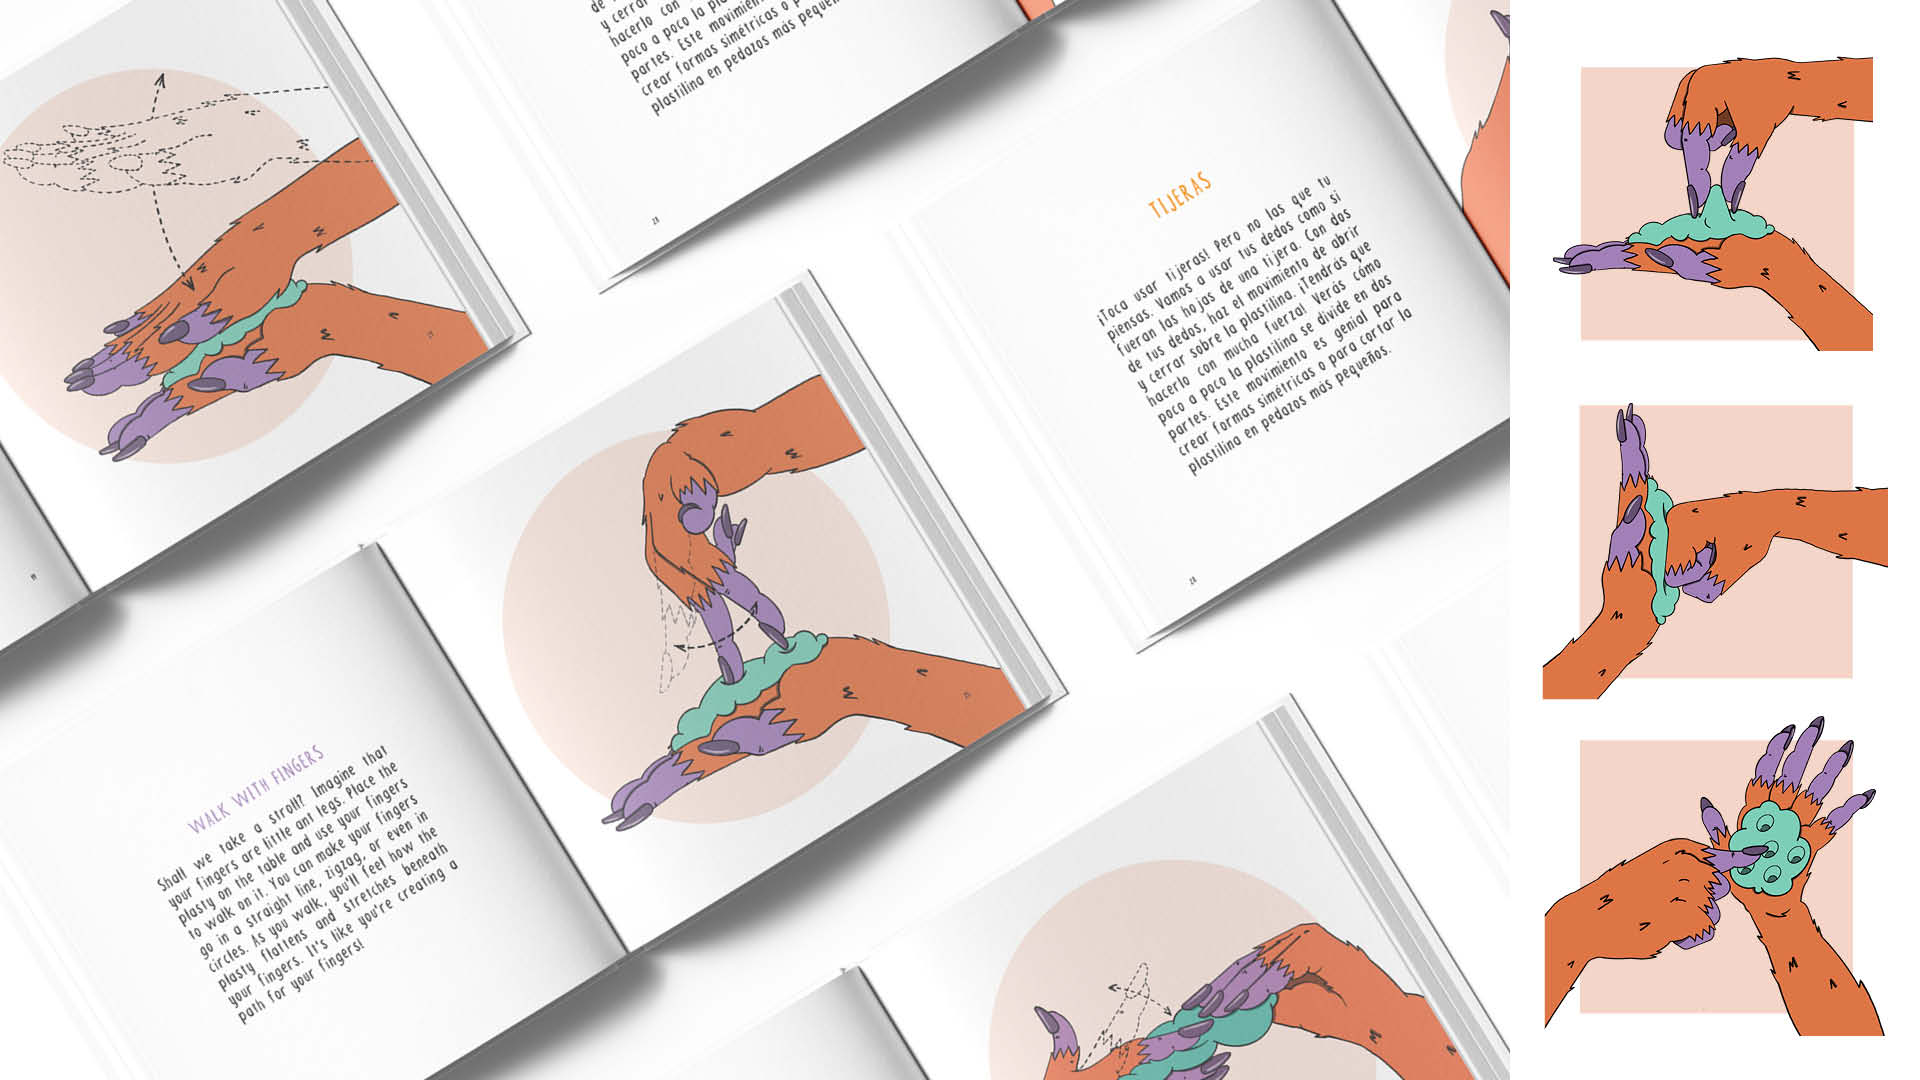 de
y cerrar
hacerlo con
poco a poco la pla
partes. Este movimien
crear formas simétricas o p
plastilina en pedazos más pequeñ
28
TIJERAS
¡Toca usar tijeras! Pero no las que tu
piensas. Vamos a usar tus dedos como si
fueran las hojas de una tijera. Con dos
de tus dedos, haz el movimiento de abrir
y cerrar sobre la plastilina. ¡Tendrás que
hacerlo con mucha fuerza! Verás cómo
poco a poco la plastilina se divide en dos
partes. Este movimiento es genial para
crear formas simétricas o para cortar la
plastilina en pedazos más pequeños.
28
WALK WITH FINGERS
Shall we take a stroll? Imagine that
your fingers are little ant legs. Place the
plasty on the table and use your fingers
to walk on it. You can make your fingers
go in a straight line, zigzag, or even in
circles. As you walk, you'll feel how the
plasty flattens and stretches beneath
your fingers. It's like you're creating a
path for your fingers!